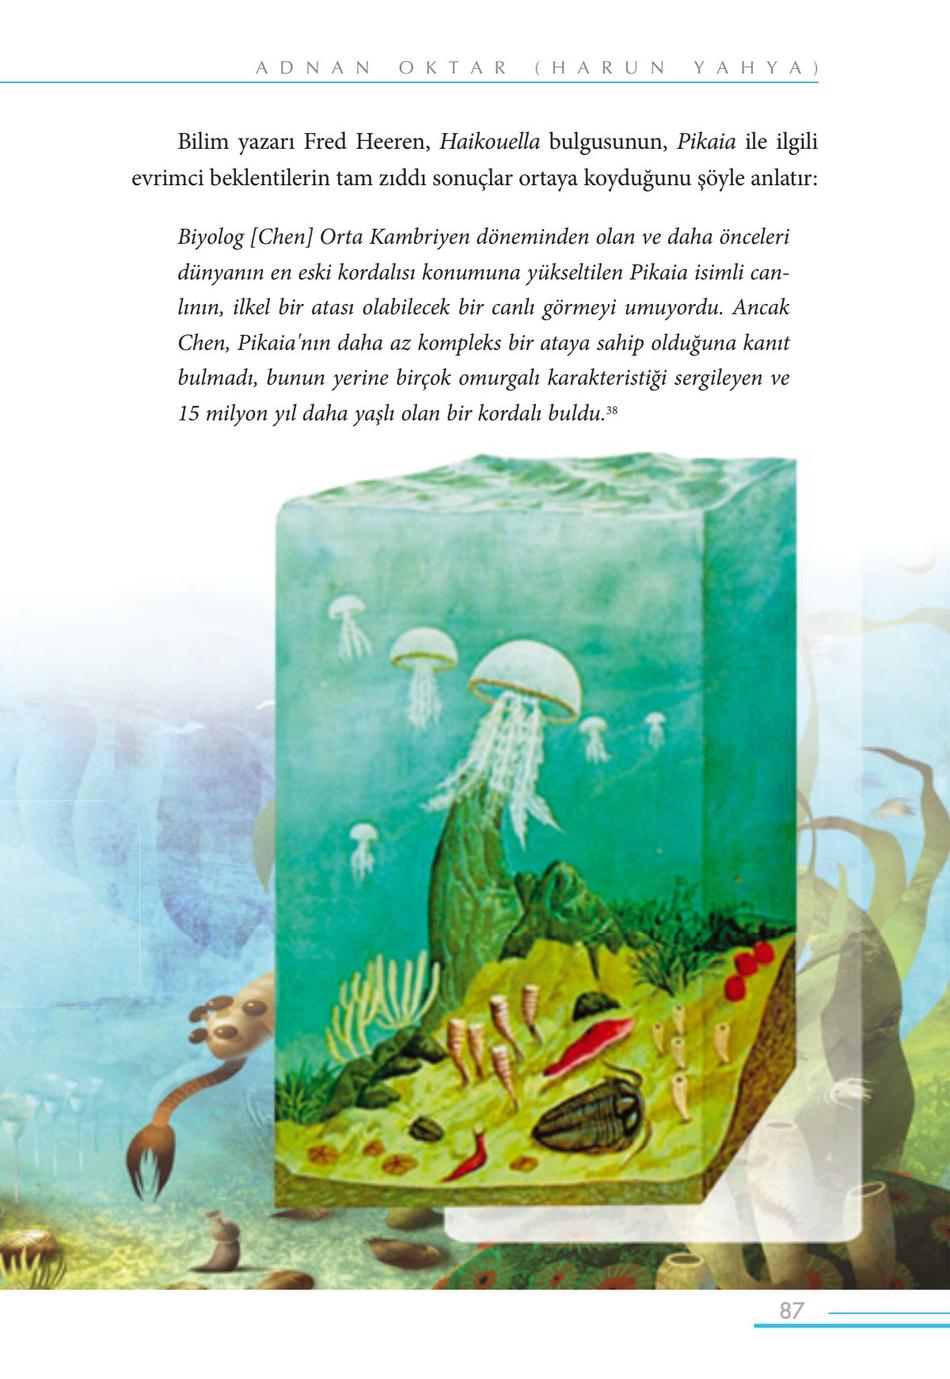 ADNAN OKTAR (HARUN YAHYA)
Bilim yazarı Fred Heeren, Haikouella bulgusunun, Pikaia ile ilgili
evrimci beklentilerin tam zıddı sonuçlar ortaya koyduğunu şöyle anlatır:
Biyolog [Chen] Orta Kambriyen döneminden olan ve daha önceleri
dünyanın en eski kordalısı konumuna yükseltilen Pikaia isimli can-
lının, ilkel bir atası olabilecek bir canlı görmeyi umuyordu. Ancak
Chen, Pikaia'nın daha az kompleks bir ataya sahip olduğuna kanıt
bulmadı, bunun yerine birçok omurgalı karakteristiği sergileyen ve
15 milyon yıl daha yaşlı olan bir kordalı buldu.³⁸
87